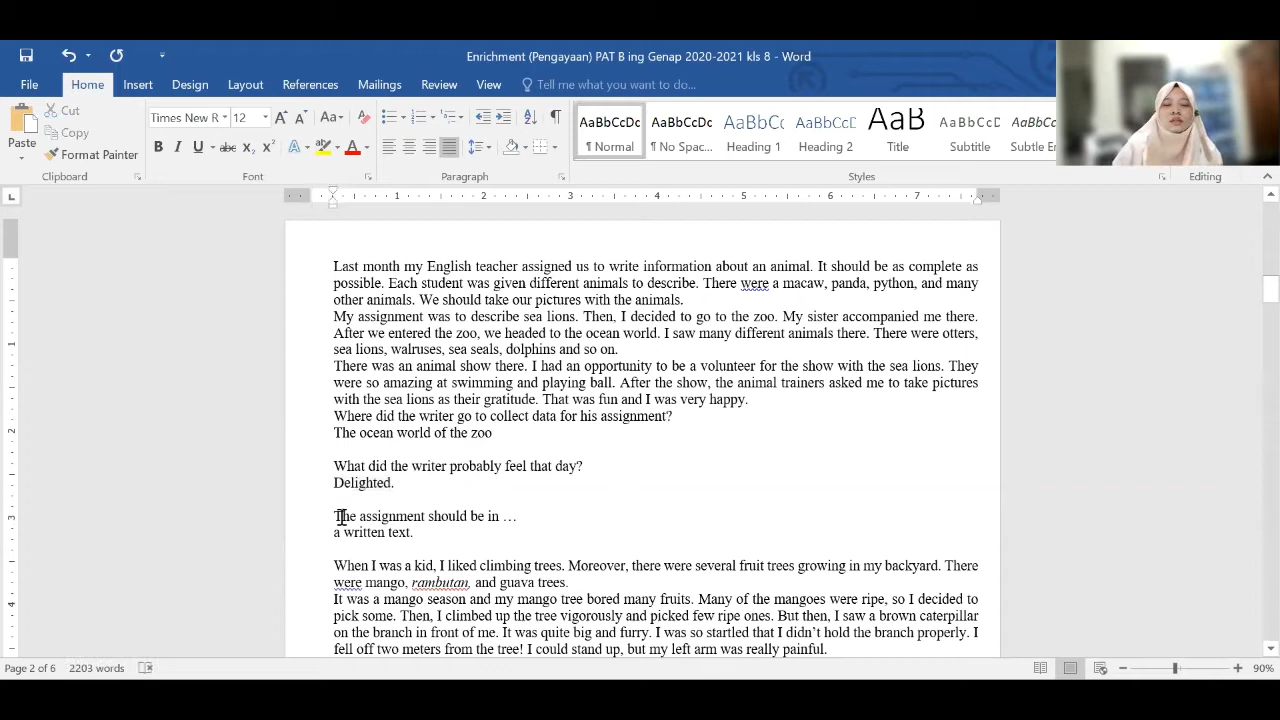 Enrichment (Pengayaan) PAT B ing Genap 2020-2021 kls 8 - Word
File Home Insert Design Layout References Mailings Review View Tell me what you want to do...
Paste
Cut
Copy
Format Painter
Clipboard
Times New R 12
Font
Paragraph
AaBbCcDc AaBbCcDc AaBbCc AaBbCcD AaB AaBbCcD AaBbCcD
¶ Normal ¶ No Spac... Heading 1 Heading 2 Title Subtitle Subtle Em
Styles
Editing
1 2 3 4 5 6 7
Last month my English teacher assigned us to write information about an animal. It should be as complete as
possible. Each student was given different animals to describe. There were a macaw, panda, python, and many
other animals. We should take our pictures with the animals.
My assignment was to describe sea lions. Then, I decided to go to the zoo. My sister accompanied me there.
After we entered the zoo, we headed to the ocean world. I saw many different animals there. There were otters,
sea lions, walruses, sea seals, dolphins and so on.
There was an animal show there. I had an opportunity to be a volunteer for the show with the sea lions. They
were so amazing at swimming and playing ball. After the show, the animal trainers asked me to take pictures
with the sea lions as their gratitude. That was fun and I was very happy.
Where did the writer go to collect data for his assignment?
The ocean world of the zoo
What did the writer probably feel that day?
Delighted.
The assignment should be in …
a written text.
When I was a kid, I liked climbing trees. Moreover, there were several fruit trees growing in my backyard. There
were mango, rambutan, and guava trees.
It was a mango season and my mango tree bored many fruits. Many of the mangoes were ripe, so I decided to
pick some. Then, I climbed up the tree vigorously and picked few ripe ones. But then, I saw a brown caterpillar
on the branch in front of me. It was quite big and furry. I was so startled that I didn't hold the branch properly. I
fell off two meters from the tree! I could stand up, but my left arm was really painful.
Page 2 of 6 2203 words
90%